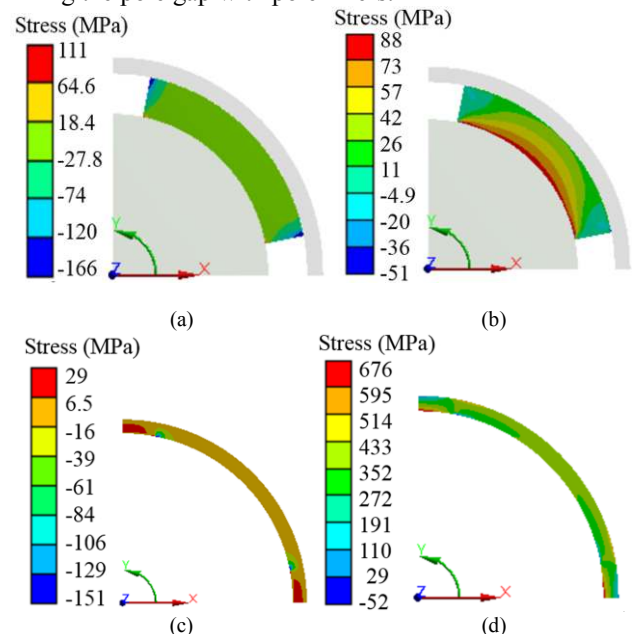 Stress (MPa)
111
64.6
18.4
-27.8
-74
-120
-166
Y
Z
X
(a)
Stress (MPa)
88
73
57
42
26
11
-4.9
-20
-36
-51
Y
Z
X
(b)
Stress (MPa)
29
6.5
-16
-39
-61
-84
-106
-129
-151
Y
Z
X
(c)
Stress (MPa)
676
595
514
433
352
272
191
110
29
-52
Y
Z
X
(d)